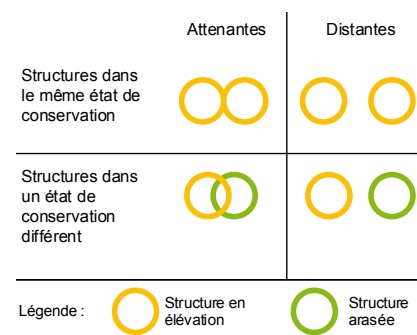 Attenantes Distantes
Structures dans
le même état de
conservation
Structures dans
un état de
conservation
différent
Légende : Structure en
élévation
Structure
arasée